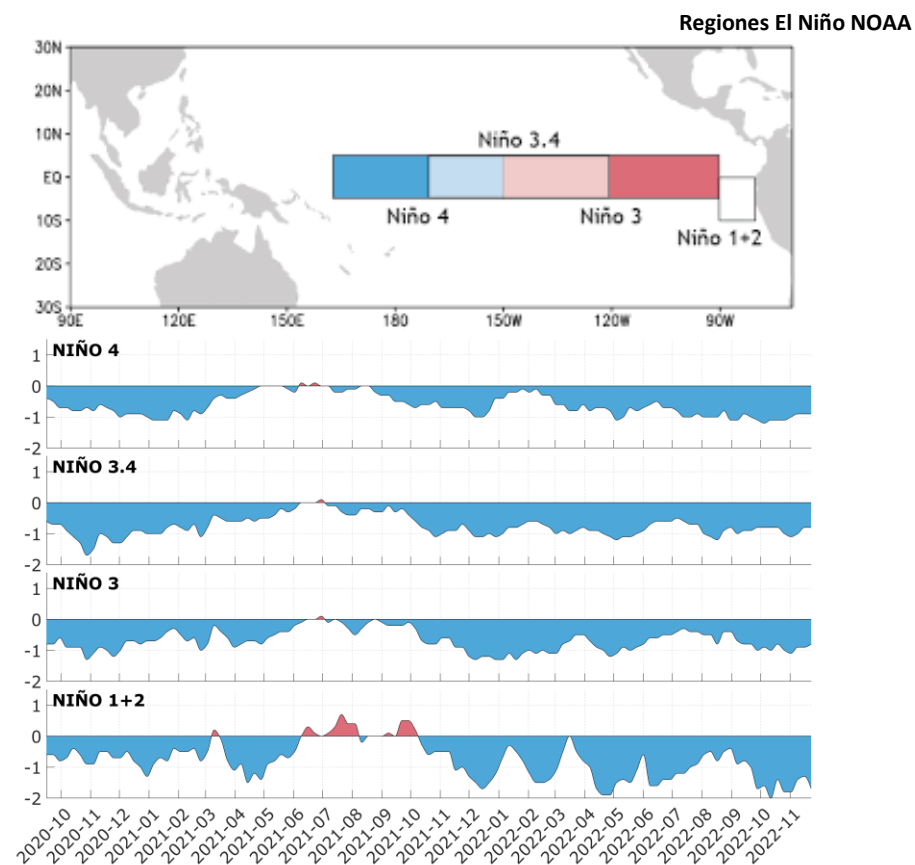 Regiones El Niño NOAA
30N
20N
10N
EQ
10S
20S
30S
Niño 3.4
Niño 4
Niño 3
Niño 1+2
90E 120E 150E 180 150W 120W 90W
NIÑO 4
1
0
-1
-2
NIÑO 3.4
1
0
-1
-2
NIÑO 3
1
0
-1
-2
NIÑO 1+2
1
0
-1
-2
2020-10 2020-11 2020-12 2021-01 2021-02 2021-03 2021-04 2021-05 2021-06 2021-07 2021-08 2021-09 2021-10 2021-11 2021-12 2022-01 2022-02 2022-03 2022-04 2022-05 2022-06 2022-07 2022-08 2022-09 2022-10 2022-11